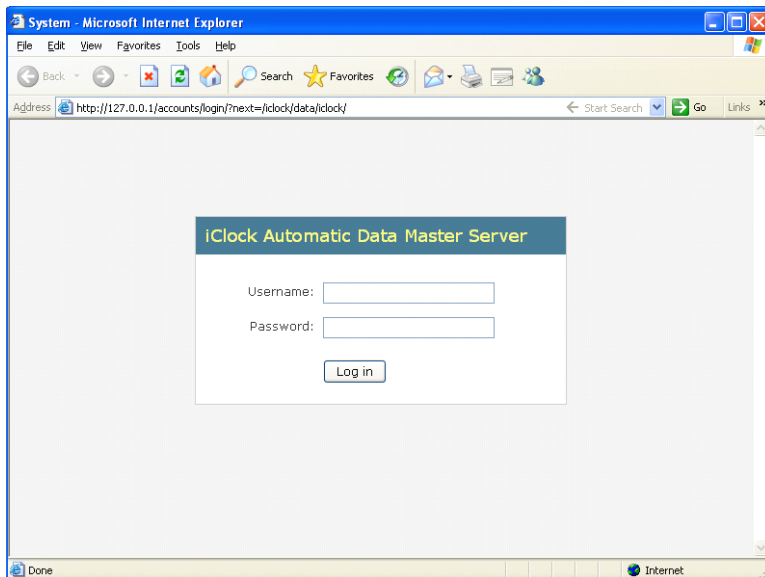 System - Microsoft Internet Explorer
File Edit View Favorites Tools Help
Back Search Favorites
Address http://127.0.0.1/accounts/login/?next=/iclock/data/iclock/ Start Search Go Links »
iClock Automatic Data Master Server
Username:
Password:
Log in
Done Internet